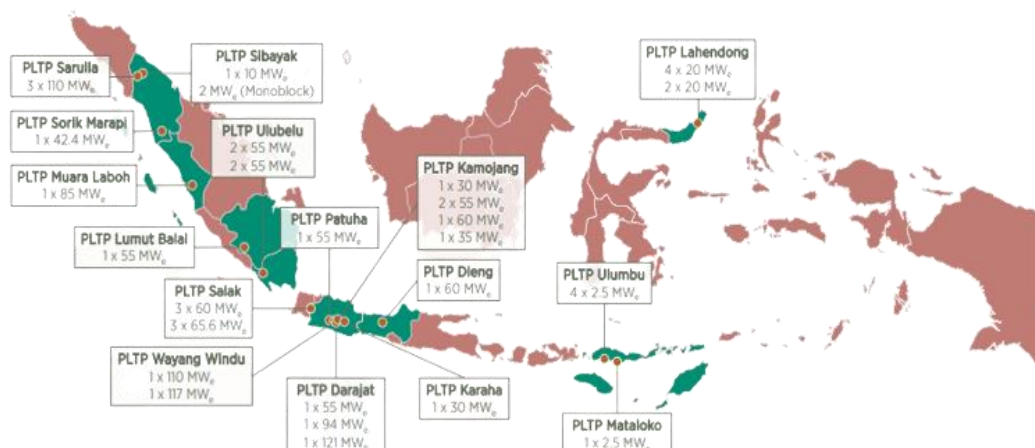 PLTP Sarulla
3 x 110 MWe
PLTP Sibayak
1 x 10 MWe
2 MWe (Monoblock)
PLTP Lahendong
4 x 20 MWe
2 x 20 MWe
PLTP Sorik Marapi
1 x 42.4 MWe
PLTP Ulubelu
2 x 55 MWe
2 x 55 MWe
PLTP Muara Laboh
1 x 85 MWe
PLTP Kamojang
1 x 30 MWe
2 x 55 MWe
1 x 60 MWe
1 x 35 MWe
PLTP Patuha
1 x 55 MWe
PLTP Lumut Balai
1 x 55 MWe
PLTP Dieng
1 x 60 MWe
PLTP Ulumbu
4 x 2.5 MWe
PLTP Salak
3 x 60 MWe
3 x 65.6 MWe
PLTP Wayang Windu
1 x 110 MWe
1 x 117 MWe
PLTP Darajat
1 x 55 MWe
1 x 94 MWe
1 x 121 MWe
PLTP Karaha
1 x 30 MWe
PLTP Mataloko
1 x 2.5 MWe